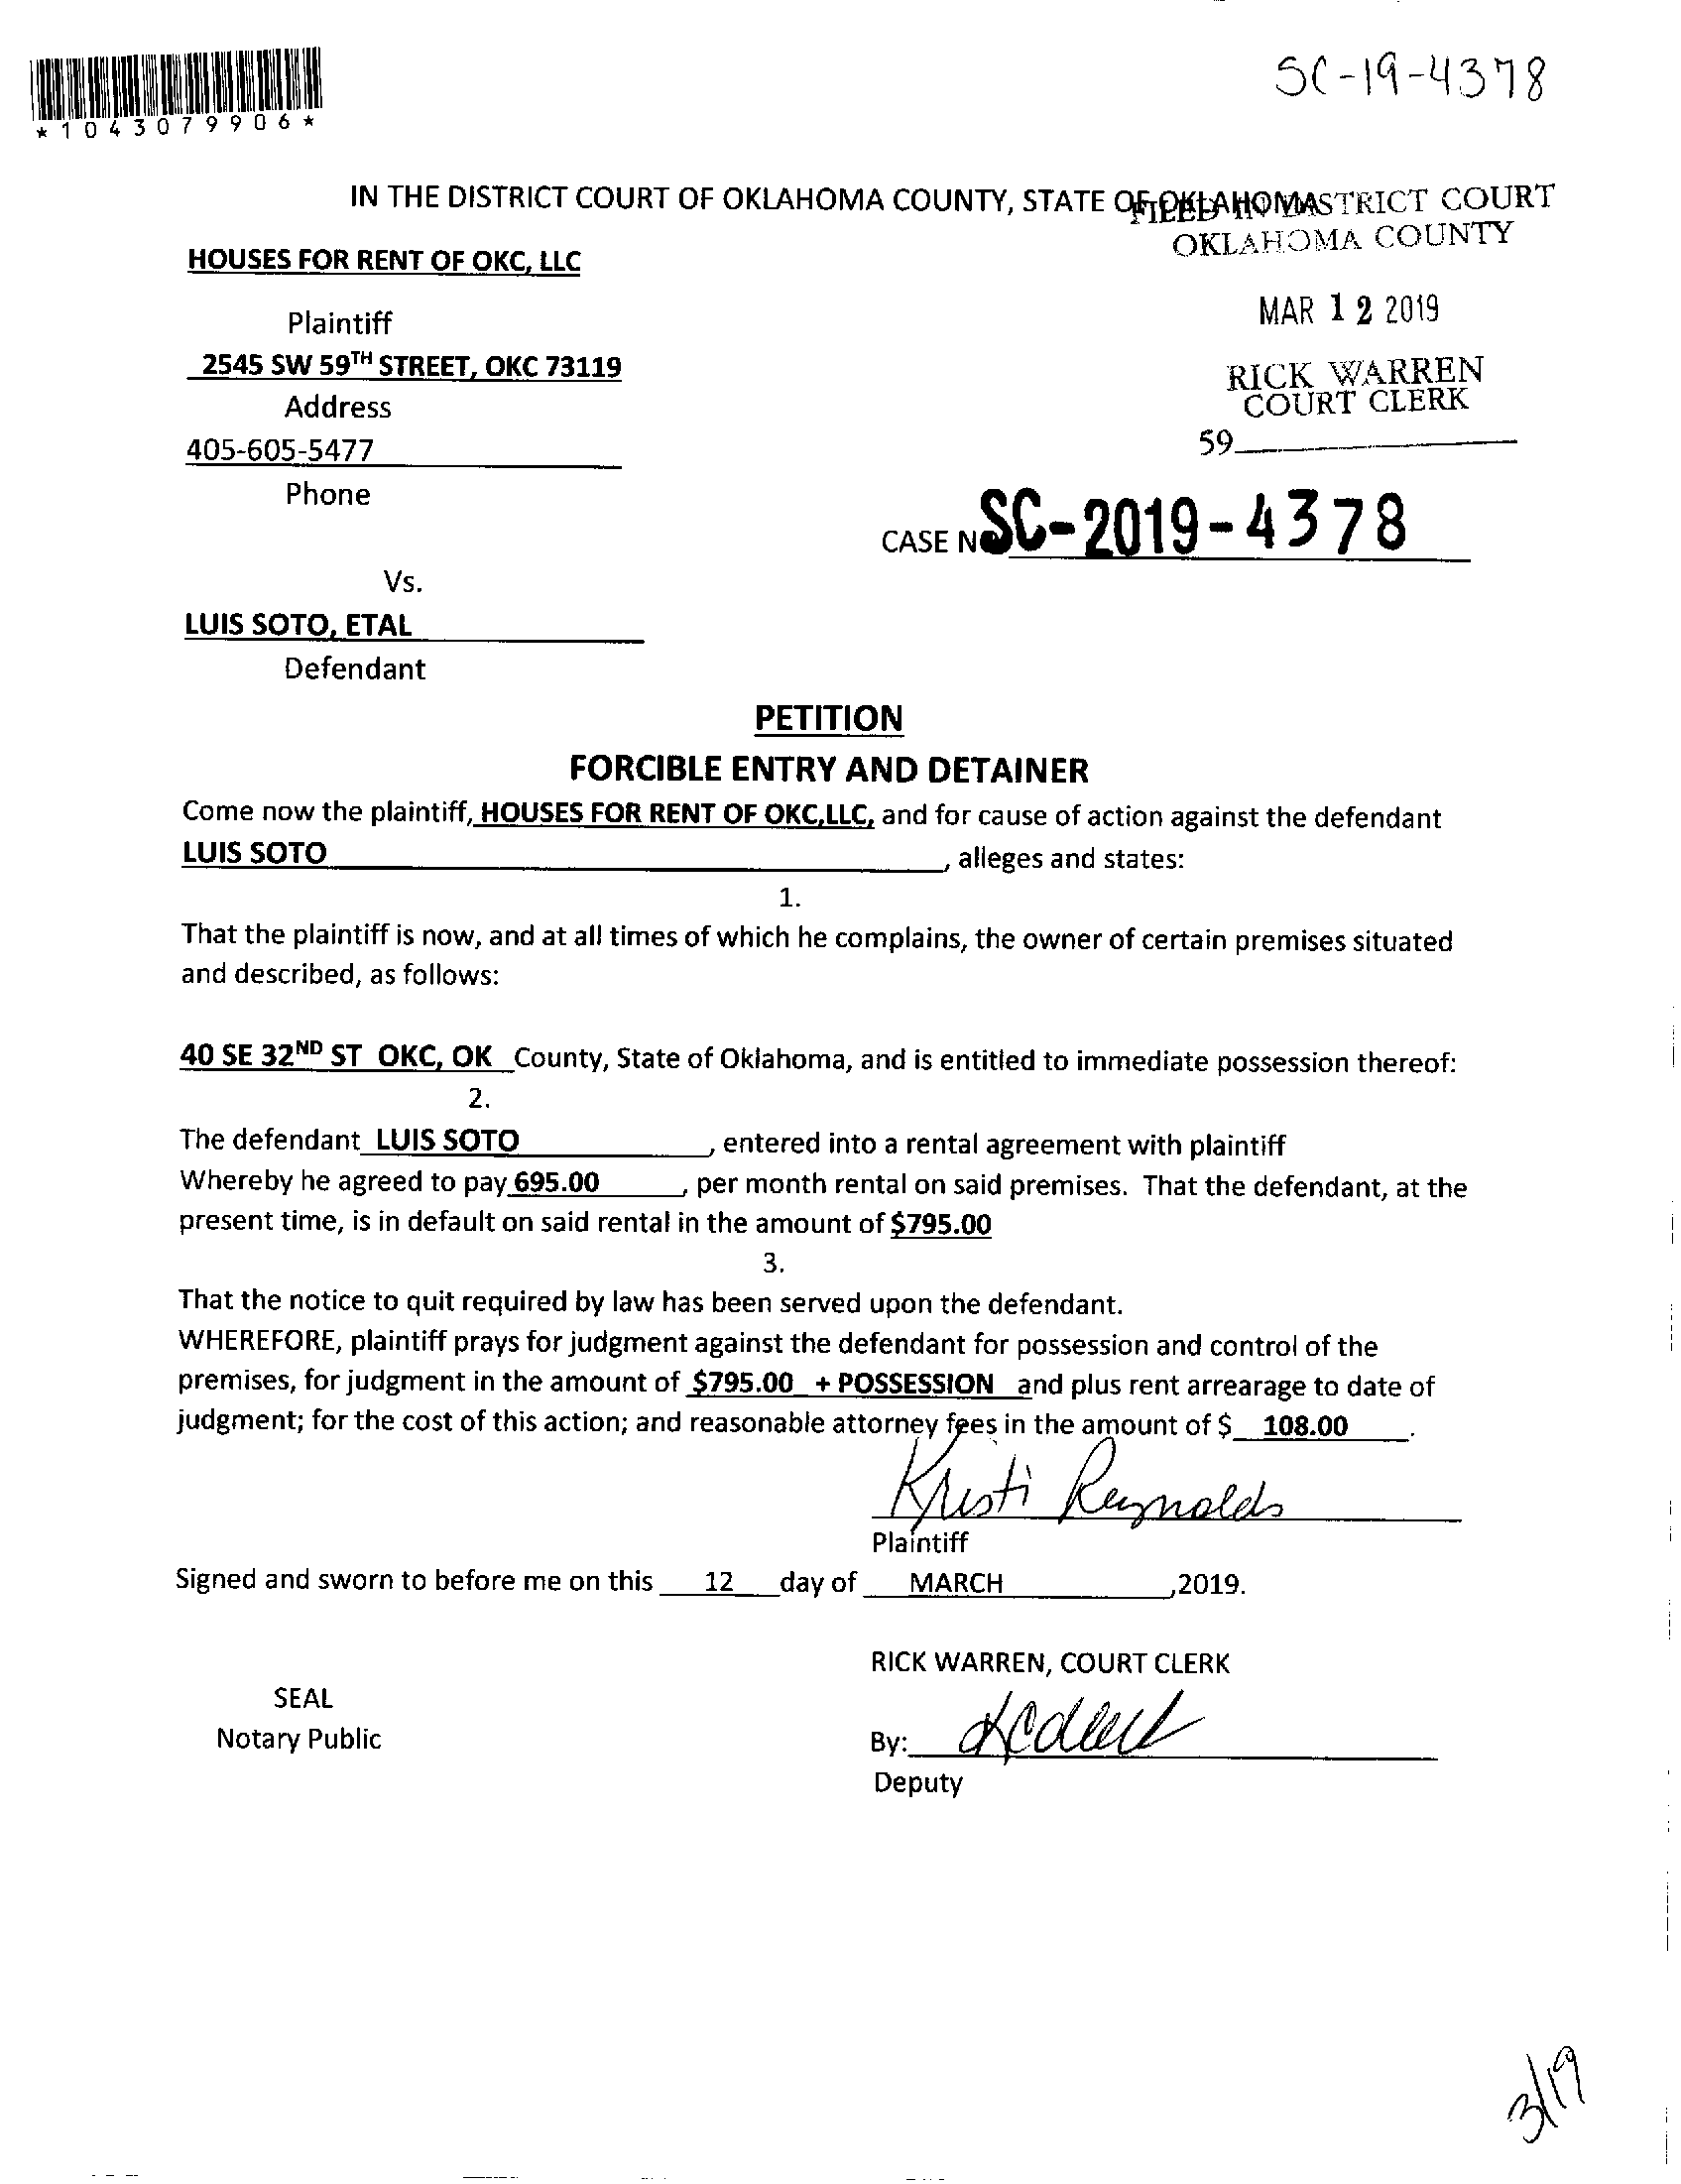 SC-19-4378
*1043079906*
IN THE DISTRICT COURT OF OKLAHOMA COUNTY, STATE OF OKLAHOMA
FILED IN DISTRICT COURT
OKLAHOMA COUNTY
HOUSES FOR RENT OF OKC, LLC
MAR 12 2019
Plaintiff
2545 SW 59TH STREET, OKC 73119
RICK WARREN
COURT CLERK
Address
405-605-5477
59
Phone
CASE NO SC-2019-4378
Vs.
LUIS SOTO, ETAL
Defendant
PETITION
FORCIBLE ENTRY AND DETAINER
Come now the plaintiff, HOUSES FOR RENT OF OKC,LLC, and for cause of action against the defendant
LUIS SOTO, alleges and states:
1.
That the plaintiff is now, and at all times of which he complains, the owner of certain premises situated
and described, as follows:
40 SE 32ND ST OKC, OK County, State of Oklahoma, and is entitled to immediate possession thereof:
2.
The defendant LUIS SOTO, entered into a rental agreement with plaintiff
Whereby he agreed to pay 695.00, per month rental on said premises. That the defendant, at the
present time, is in default on said rental in the amount of $795.00
3.
That the notice to quit required by law has been served upon the defendant.
WHEREFORE, plaintiff prays for judgment against the defendant for possession and control of the
premises, for judgment in the amount of $795.00 + POSSESSION and plus rent arrearage to date of
judgment; for the cost of this action; and reasonable attorney fees in the amount of $ 108.00.
Kristi Reynolds
Plaintiff
Signed and sworn to before me on this 12 day of MARCH,2019.
RICK WARREN, COURT CLERK
SEAL
Notary Public
By:
Deputy
3/19